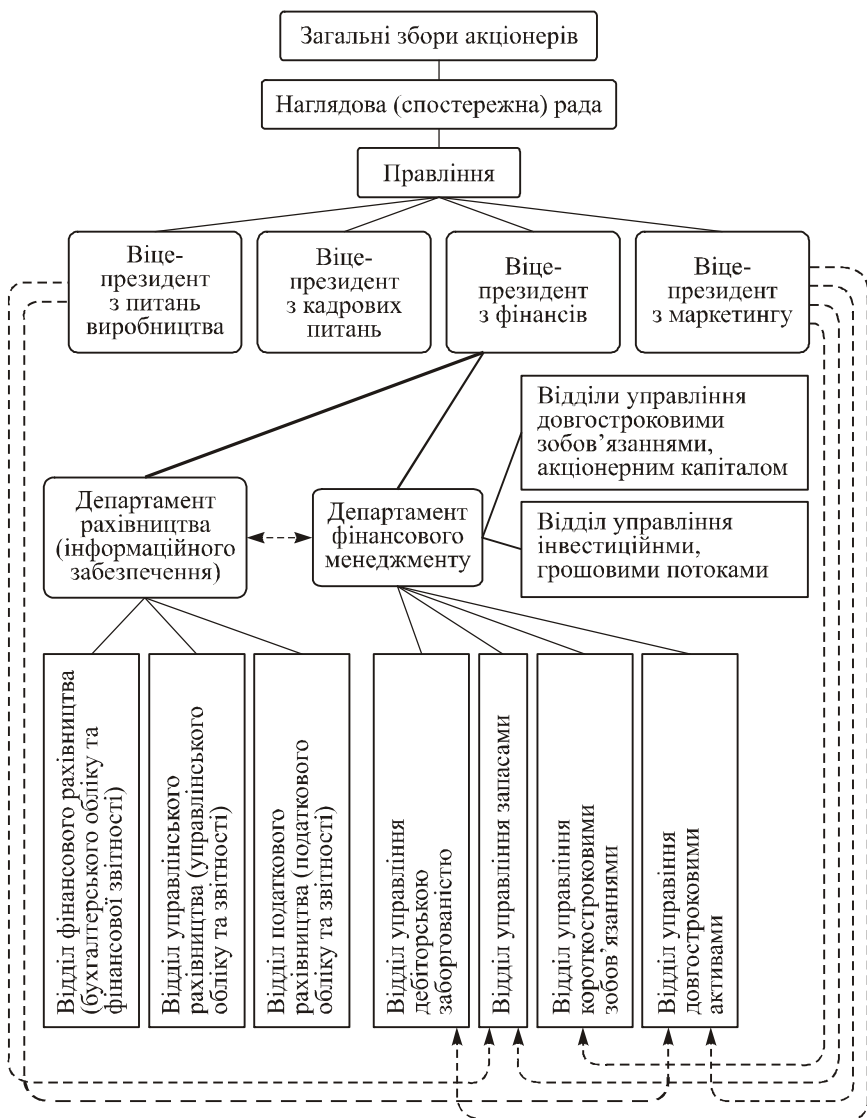 Загальні збори акціонерів
Наглядова (спостережна) рада
Правління
Віце-
президент
з питань
виробництва
Віце-
президент
з кадрових
питань
Віце-
президент
з фінансів
Віце-
президент
з маркетингу
Відділи управління
довгостроковими
зобов’язаннями,
акціонерним капіталом
Департамент
рахівництва
(інформаційного
забезпечення)
Департамент
фінансового
менеджменту
Відділ управління
інвестиційнми,
грошовими потоками
Відділ фінансового рахівництва
(бухгалтерського обліку та
фінансової звітності)
Відділ управлінського
рахівництва (управлінського
обліку та звітності)
Відділ податкового
рахівництва (податкового
обліку та звітності)
Відділ управління
дебіторською
заборгованістю
Відділ управління запасами
Відділ управління
короткостроковими
зобов’язаннями
Відділ управіння
довгостроковими
активами